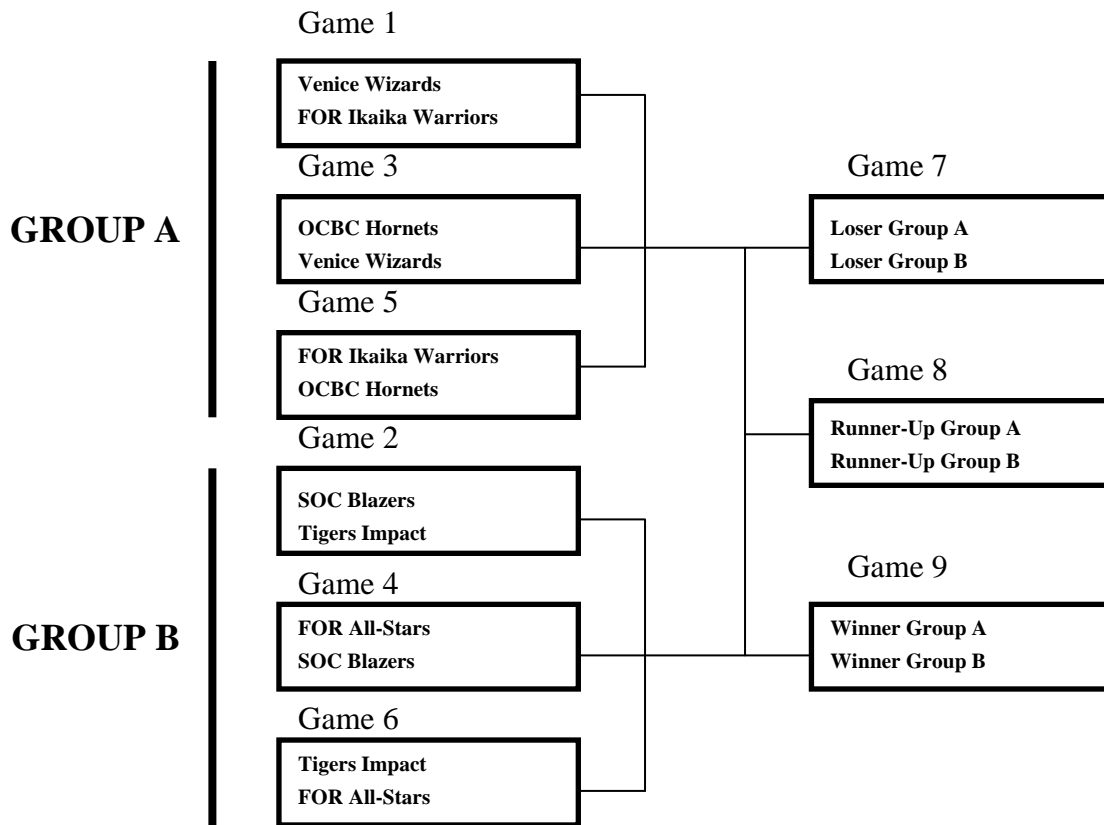 GROUP A
Game 1
Venice Wizards
FOR Ikaika Warriors
Game 3
OCBC Hornets
Venice Wizards
Game 5
FOR Ikaika Warriors
OCBC Hornets
GROUP B
Game 2
SOC Blazers
Tigers Impact
Game 4
FOR All-Stars
SOC Blazers
Game 6
Tigers Impact
FOR All-Stars
Game 7
Loser Group A
Loser Group B
Game 8
Runner-Up Group A
Runner-Up Group B
Game 9
Winner Group A
Winner Group B